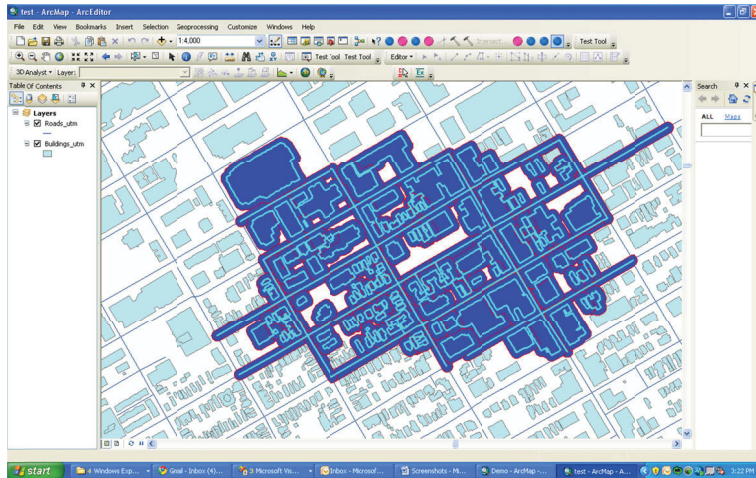 test - ArcMap - ArcEditor
File Edit View Bookmarks Insert Selection Geoprocessing Customize Windows Help
1:4,000 Intersect... Test Tool
Test Tool Test Tool Editor
3D Analyst Layer:
Table Of Contents
Search
Layers
Roads_utm
Buildings_utm
ALL Maps
start 4 Windows Exp... Gmail - Inbox (4)... 3 Microsoft Vis... Inbox - Microsof... Screenshots - Mi... Demo - ArcMap -... test - ArcMap - A... 3:22 PM